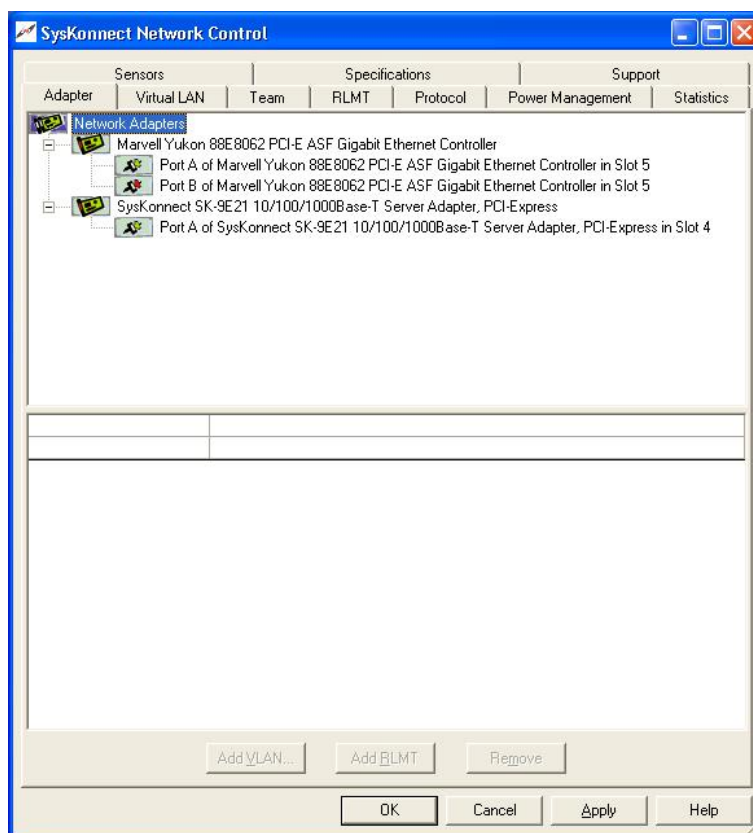 SysKonnect Network Control
Sensors Specifications Support
Adapter Virtual LAN Team RLMT Protocol Power Management Statistics
Network Adapters
Marvell Yukon 88E8062 PCI-E ASF Gigabit Ethernet Controller
Port A of Marvell Yukon 88E8062 PCI-E ASF Gigabit Ethernet Controller in Slot 5
Port B of Marvell Yukon 88E8062 PCI-E ASF Gigabit Ethernet Controller in Slot 5
SysKonnect SK-9E21 10/100/1000Base-T Server Adapter, PCI-Express
Port A of SysKonnect SK-9E21 10/100/1000Base-T Server Adapter, PCI-Express in Slot 4
Add VLAN... Add RLMT Remove
OK Cancel Apply Help